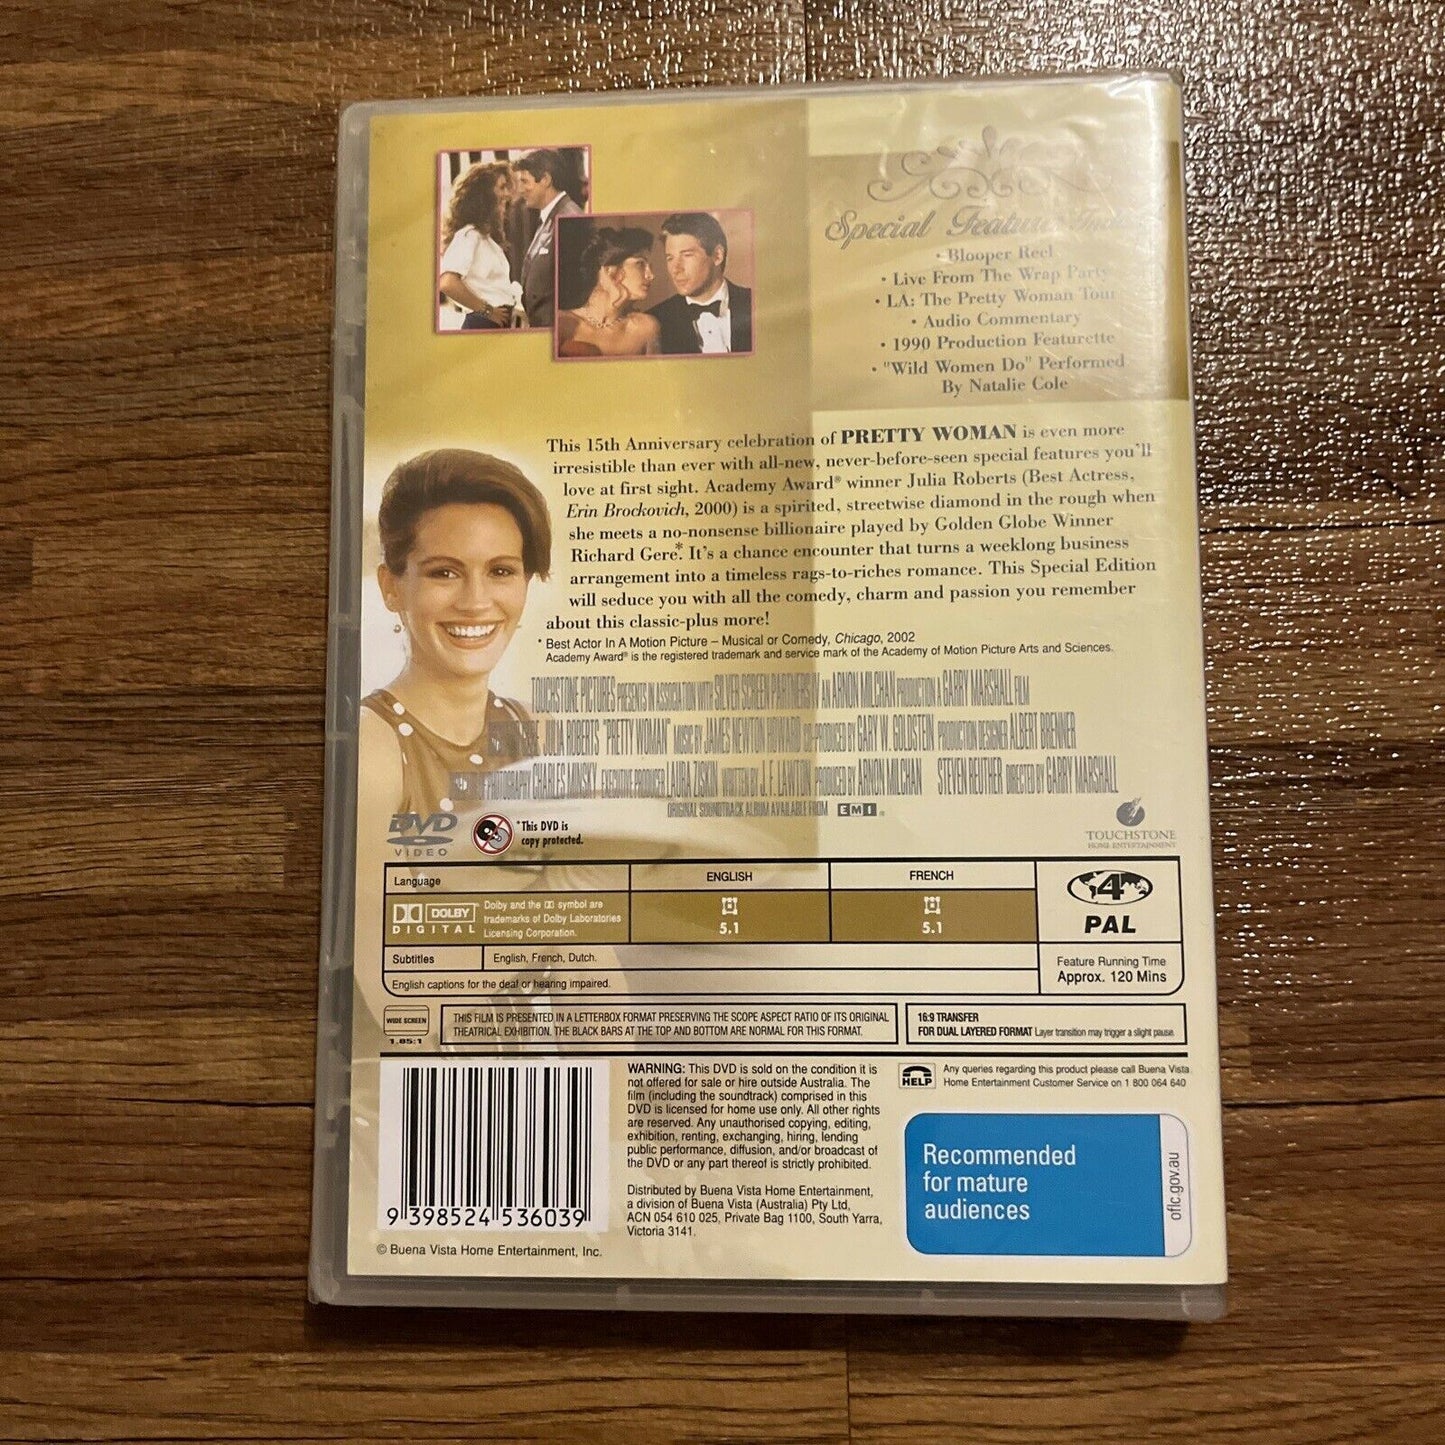 Special Features
• Blooper Reel
• Live From The Wrap Party
• LA: The Pretty Woman Tour
• Audio Commentary
• 1990 Production Featurette
• "Wild Women Do" Performed
By Natalie Cole
This 15th Anniversary celebration of PRETTY WOMAN is even more
irresistible than ever with all-new, never-before-seen special features you'll
love at first sight. Academy Award® winner Julia Roberts (Best Actress,
Erin Brockovich, 2000) is a spirited, streetwise diamond in the rough when
she meets a no-nonsense billionaire played by Golden Globe Winner
Richard Gere.* It's a chance encounter that turns a weeklong business
arrangement into a timeless rags-to-riches romance. This Special Edition
will seduce you with all the comedy, charm and passion you remember
about this classic-plus more!
* Best Actor In A Motion Picture – Musical or Comedy, Chicago, 2002
Academy Award® is the registered trademark and service mark of the Academy of Motion Picture Arts and Sciences.
TOUCHSTONE PICTURES PRESENTS IN ASSOCIATION WITH SILVER SCREEN PARTNERS IV AN ARNON MILCHAN PRODUCTION A GARRY MARSHALL FILM
JULIA ROBERTS "PRETTY WOMAN" MUSIC BY JAMES NEWTON HOWARD CO-PRODUCED BY GARY W. GOLDSTEIN PRODUCTION DESIGNER ALBERT BRENNER
PHOTOGRAPHY CHARLES MINSKY EXECUTIVE PRODUCER LAURA ZISKIN WRITTEN BY J. F. LAWTON PRODUCED BY ARNON MILCHAN STEVEN REUTHER DIRECTED BY GARRY MARSHALL
ORIGINAL SOUNDTRACK ALBUM AVAILABLE FROM EMI ®
DVD
VIDEO
*This DVD is
copy protected.
TOUCHSTONE
HOME ENTERTAINMENT
Language ENGLISH FRENCH
DOLBY
DIGITAL
Dolby and the DD symbol are
trademarks of Dolby Laboratories
Licensing Corporation.
5.1 5.1
4
PAL
Subtitles English, French, Dutch.
English captions for the deaf or hearing impaired.
Feature Running Time
Approx. 120 Mins
WIDE SCREEN
1.85:1
THIS FILM IS PRESENTED IN A LETTERBOX FORMAT PRESERVING THE SCOPE ASPECT RATIO OF ITS ORIGINAL
THEATRICAL EXHIBITION. THE BLACK BARS AT THE TOP AND BOTTOM ARE NORMAL FOR THIS FORMAT.
16:9 TRANSFER
FOR DUAL LAYERED FORMAT Layer transition may trigger a slight pause.
WARNING: This DVD is sold on the condition it is
not offered for sale or hire outside Australia. The
film (including the soundtrack) comprised in this
DVD is licensed for home use only. All other rights
are reserved. Any unauthorised copying, editing,
exhibition, renting, exchanging, hiring, lending
public performance, diffusion, and/or broadcast of
the DVD or any part thereof is strictly prohibited.
Distributed by Buena Vista Home Entertainment,
a division of Buena Vista (Australia) Pty Ltd,
ACN 054 610 025, Private Bag 1100, South Yarra,
Victoria 3141.
HELP
Any queries regarding this product please call Buena Vista
Home Entertainment Customer Service on 1 800 064 640
Recommended
for mature
audiences
oflc.gov.au
9 398524 536039
© Buena Vista Home Entertainment, Inc.